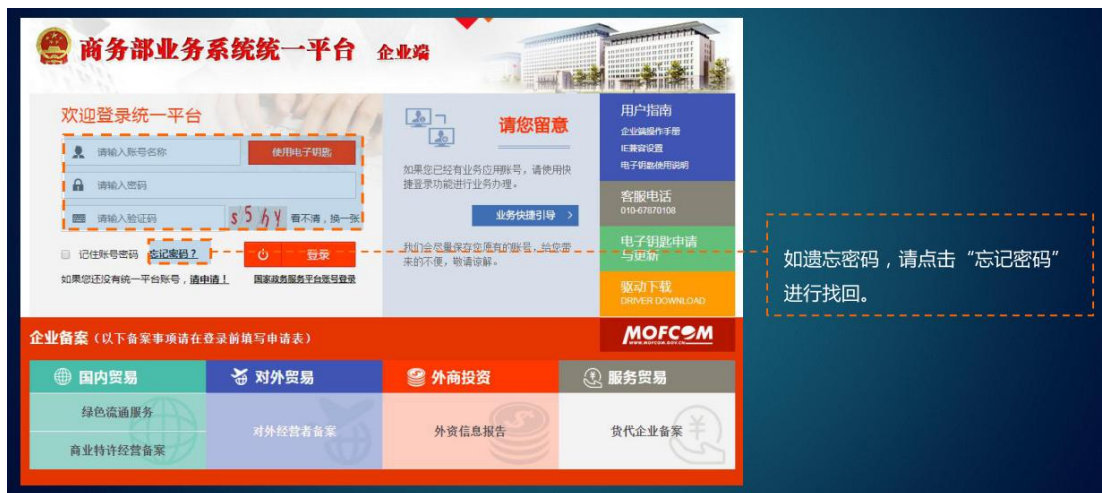 商务部业务系统统一平台 企业端
欢迎登录统一平台
请输入账号名称
使用电子钥匙
请输入密码
请输入验证码
s5hy
看不清，换一张
记住账号密码 忘记密码？
登录
如果您还没有统一平台账号，请申请！ 国家政务服务平台账号登录
请您留意
如果您已经有业务应用账号，请使用快
捷登录功能进行业务办理。
业务快捷引导 >
我们会尽量保存您原有的账号，给您带
来的不便，敬请谅解。
用户指南
企业端操作手册
IE兼容设置
电子钥匙使用说明
客服电话
010-67870108
电子钥匙申请
与更新
驱动下载
DRIVER DOWNLOAD
如遗忘密码，请点击“忘记密码”
进行找回。
企业备案（以下备案事项请在登录前填写申请表）
MOFCOM
WWW.MOFCOM.GOV.CN
国内贸易
对外贸易
外商投资
服务贸易
绿色流通服务
商业特许经营备案
对外经营者备案
外资信息报告
货代企业备案